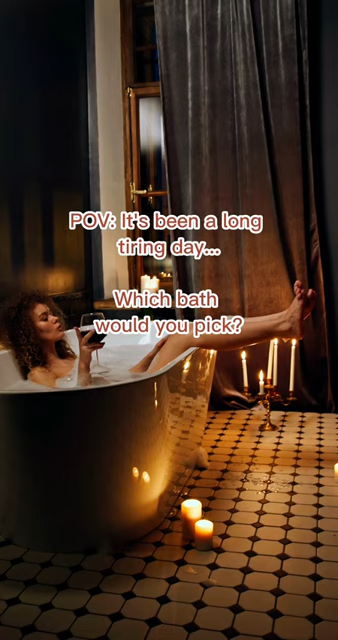 POV: It's been a long
tiring day...
Which bath
would you pick?